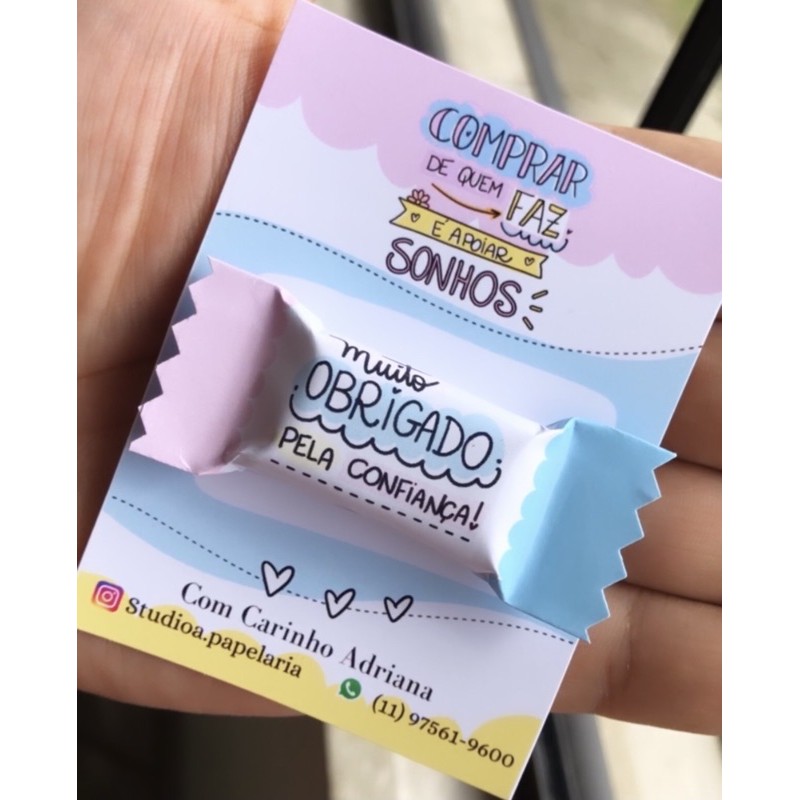 COMPRAR
DE QUEM FAZ
É APOIAR
SONHOS
muito
OBRIGADO
PELA CONFIANÇA!
Com Carinho Adriana
Studioa.papelaria
(11) 97561-9600